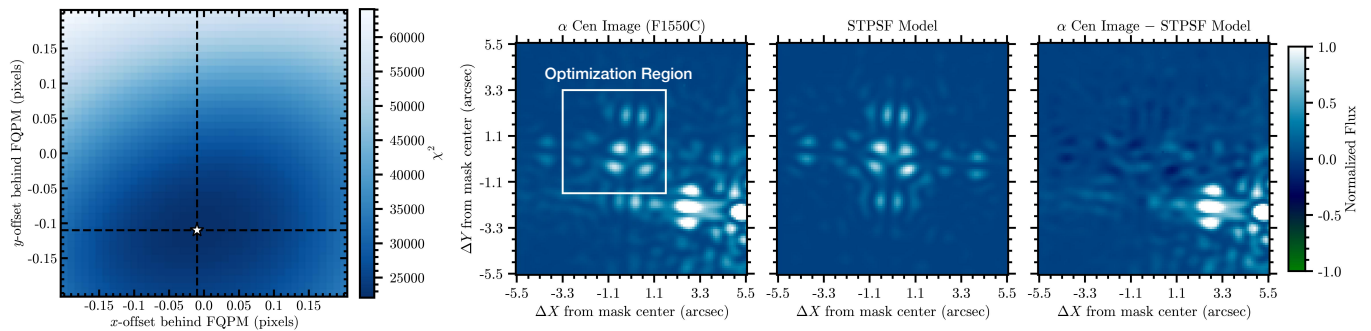 0.15
0.1
0.05
0.0
-0.05
-0.1
-0.15
y-offset behind FQPM (pixels)
-0.15 -0.1 -0.05 0.0 0.05 0.1 0.15
x-offset behind FQPM (pixels)
60000
55000
50000
45000
40000
35000
30000
25000
χ²
α Cen Image (F1550C)
Optimization Region
5.5
3.3
1.1
-1.1
-3.3
-5.5
ΔY from mask center (arcsec)
-5.5 -3.3 -1.1 1.1 3.3 5.5
ΔX from mask center (arcsec)
STPSF Model
-5.5 -3.3 -1.1 1.1 3.3 5.5
ΔX from mask center (arcsec)
α Cen Image − STPSF Model
-5.5 -3.3 -1.1 1.1 3.3 5.5
ΔX from mask center (arcsec)
1.0
0.5
0.0
-0.5
-1.0
Normalized Flux